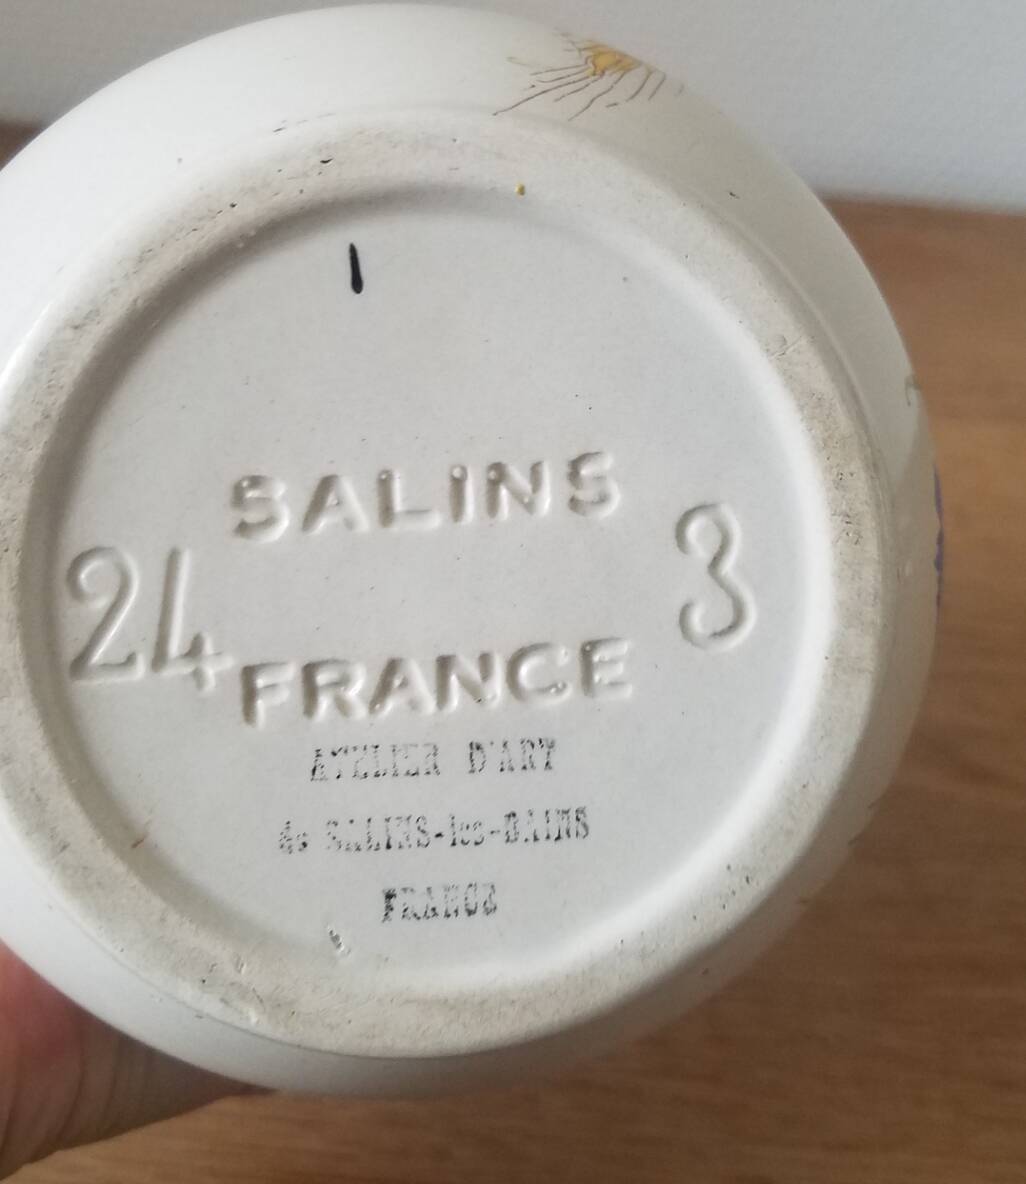 SALINS
24 3
FRANCE
ATELIER D'ART
de SALINS-les-BAINS
FRANCE